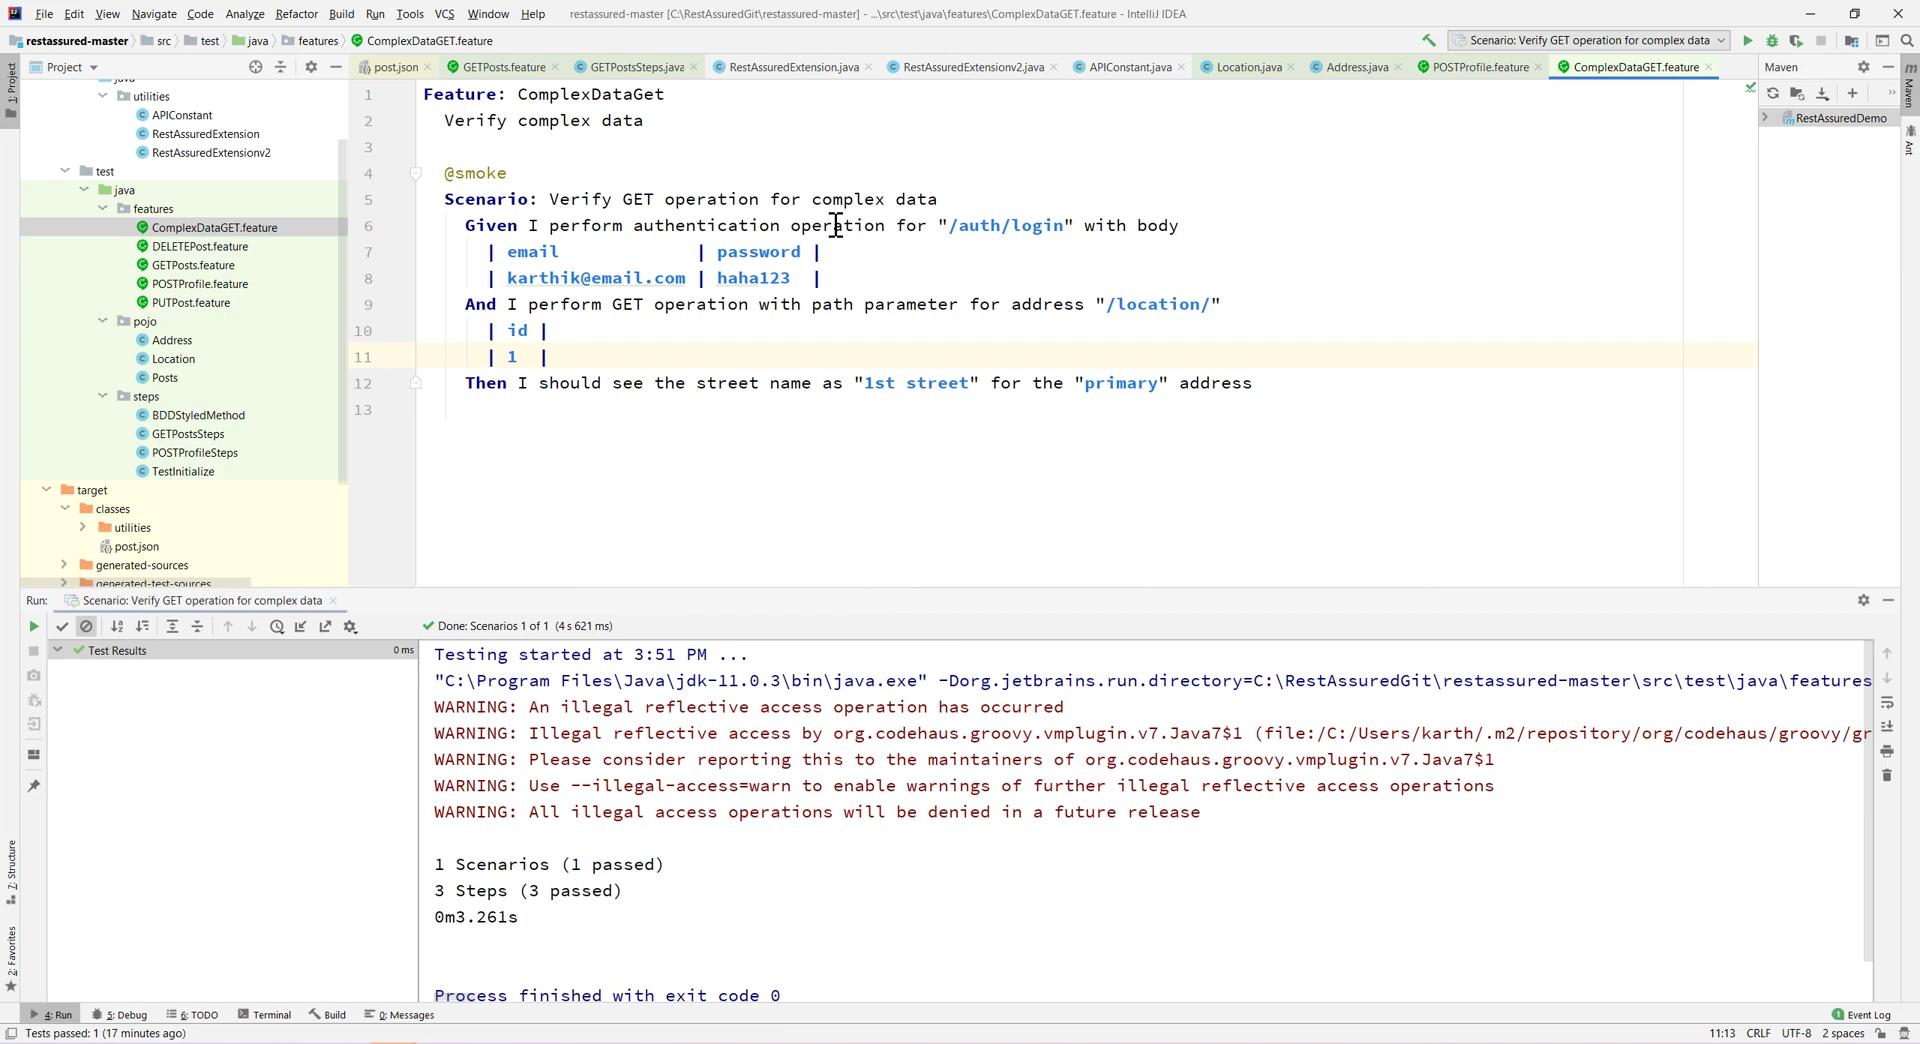 File Edit View Navigate Code Analyze Refactor Build Run Tools VCS Window Help restassured-master [C:\RestAssuredGit\restassured-master] - ...\src\test\java\features\ComplexDataGET.feature - IntelliJ IDEA
restassured-master src test java features ComplexDataGET.feature Scenario: Verify GET operation for complex data
Project post.json GETPosts.feature GETPostsSteps.java RestAssuredExtension.java RestAssuredExtensionv2.java APIConstant.java Location.java Address.java POSTProfile.feature ComplexDataGET.feature Maven
1: Project
Maven
Ant
RestAssuredDemo
java
utilities
APIConstant
RestAssuredExtension
RestAssuredExtensionv2
test
java
features
ComplexDataGET.feature
DELETEPost.feature
GETPosts.feature
POSTProfile.feature
PUTPost.feature
pojo
Address
Location
Posts
steps
BDDStyledMethod
GETPostsSteps
POSTProfileSteps
TestInitialize
target
classes
utilities
post.json
generated-sources
generated-test-sources
1 Feature: ComplexDataGet
2 Verify complex data
3
4 @smoke
5 Scenario: Verify GET operation for complex data
6 Given I perform authentication operation for "/auth/login" with body
7 | email | password |
8 | karthik@email.com | haha123 |
9 And I perform GET operation with path parameter for address "/location/"
10 | id |
11 | 1 |
12 Then I should see the street name as "1st street" for the "primary" address
13
Run: Scenario: Verify GET operation for complex data
Done: Scenarios 1 of 1 (4 s 621 ms)
Test Results 0 ms
Testing started at 3:51 PM ...
"C:\Program Files\Java\jdk-11.0.3\bin\java.exe" -Dorg.jetbrains.run.directory=C:\RestAssuredGit\restassured-master\src\test\java\features
WARNING: An illegal reflective access operation has occurred
WARNING: Illegal reflective access by org.codehaus.groovy.vmplugin.v7.Java7$1 (file:/C:/Users/karth/.m2/repository/org/codehaus/groovy/gr
WARNING: Please consider reporting this to the maintainers of org.codehaus.groovy.vmplugin.v7.Java7$1
WARNING: Use --illegal-access=warn to enable warnings of further illegal reflective access operations
WARNING: All illegal access operations will be denied in a future release
1 Scenarios (1 passed)
3 Steps (3 passed)
0m3.261s
Process finished with exit code 0
Z: Structure
2: Favorites
4: Run 5: Debug 6: TODO Terminal Build 0: Messages 1 Event Log
Tests passed: 1 (17 minutes ago) 11:13 CRLF UTF-8 2 spaces